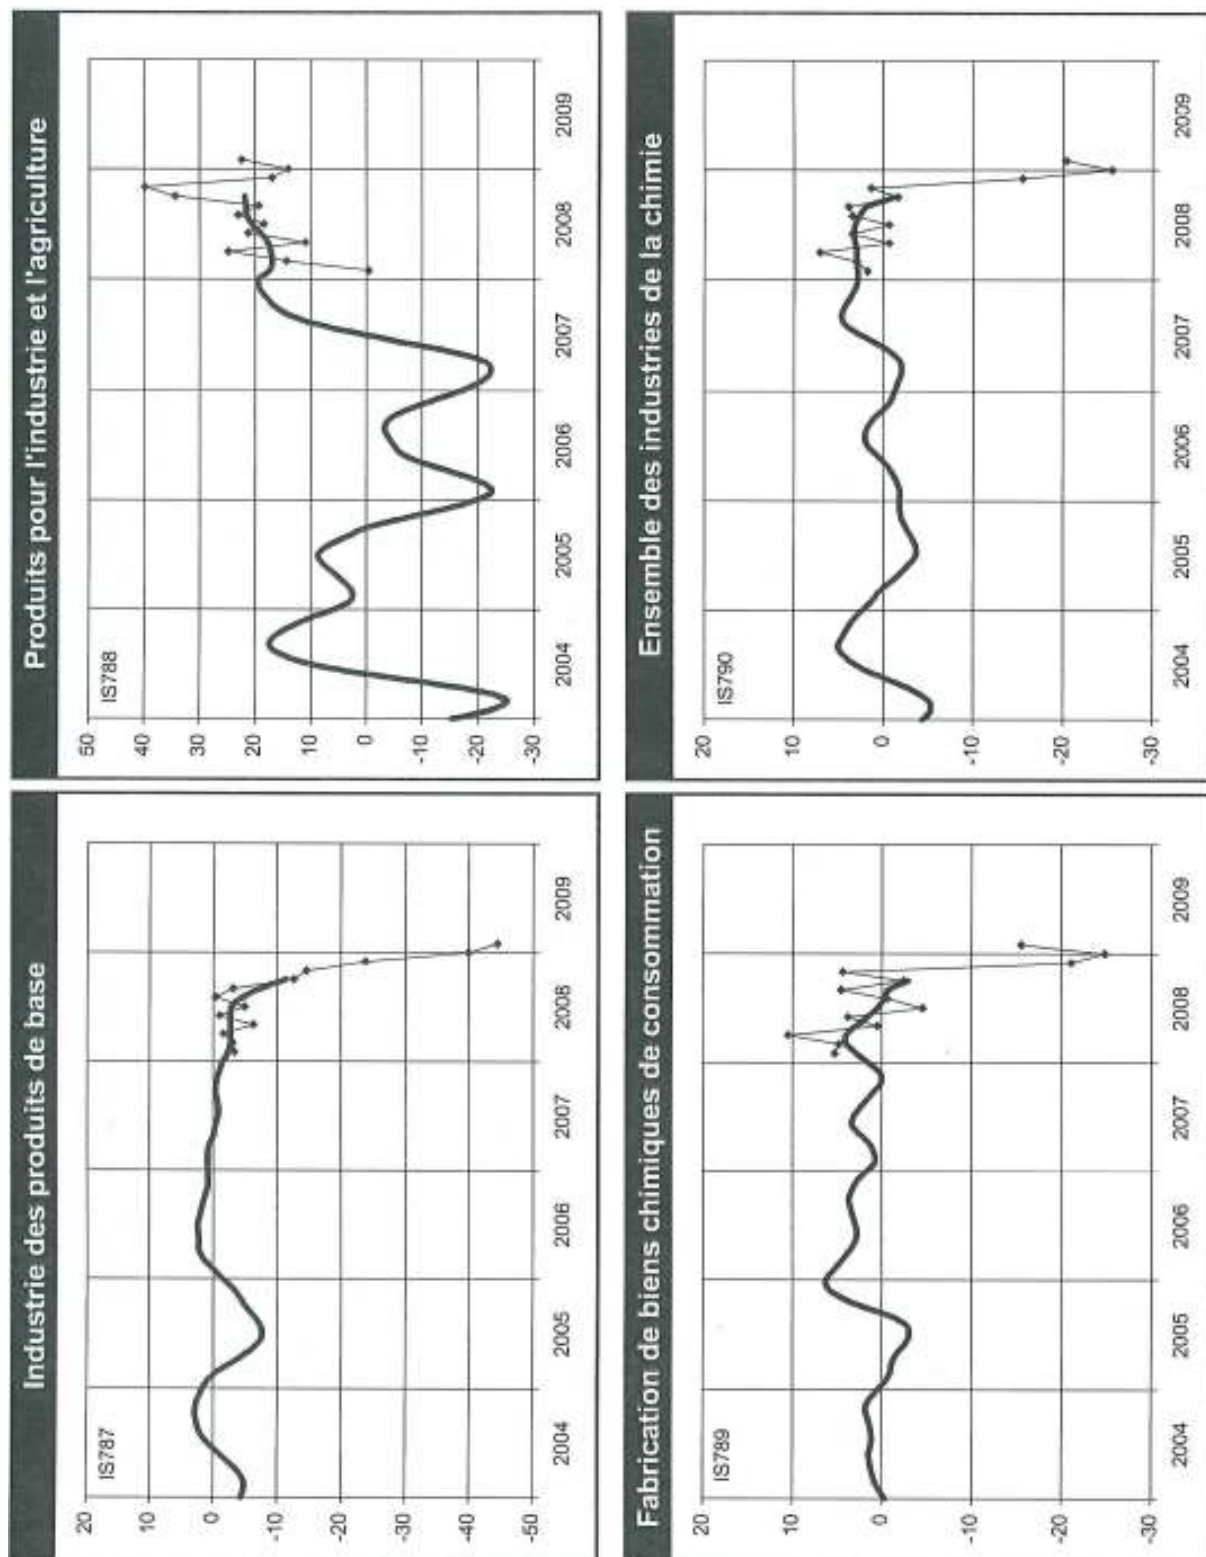 Industrie des produits de base
IS787
20
10
0
-10
-20
-30
-40
-50
2004 2005 2006 2007 2008 2009
Produits pour l'industrie et l'agriculture
IS788
50
40
30
20
10
0
-10
-20
-30
2004 2005 2006 2007 2008 2009
Fabrication de biens chimiques de consommation
IS789
20
10
0
-10
-20
-30
2004 2005 2006 2007 2008 2009
Ensemble des industries de la chimie
IS790
20
10
0
-10
-20
-30
2004 2005 2006 2007 2008 2009